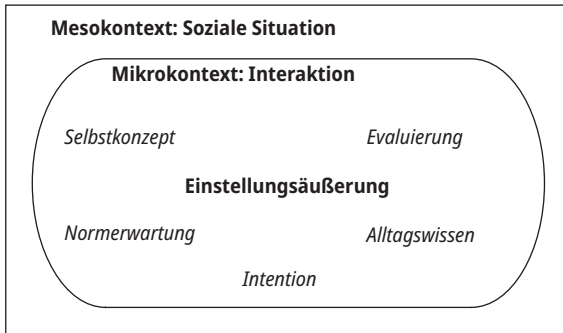 Mesokontext: Soziale Situation
Mikrokontext: Interaktion
Selbstkonzept Evaluierung
Einstellungsäußerung
Normerwartung Alltagswissen
Intention